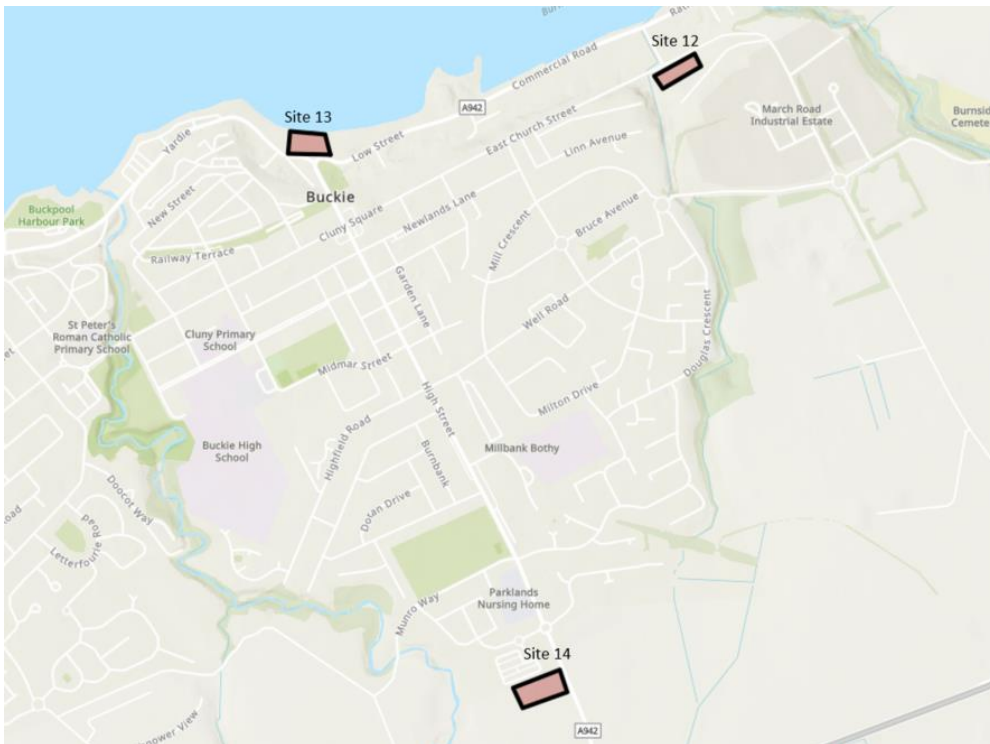 Site 12
Commercial Road
A942
Site 13
March Road
Industrial Estate
Yardie
Low Street
East Church Street
Linn Avenue
Buckie
Buckpool
Harbour Park
New Street
Cluny Square
Newlands Lane
Mill Crescent
Bruce Avenue
Railway Terrace
Garden Lane
Well Road
Douglas Crescent
St Peter's
Roman Catholic
Primary School
Cluny Primary
School
Midmar Street
High Street
Milton Drive
Highfield Road
Buckie High
School
Burnbank
Millbank Bothy
Doocot Way
Letterfourie Road
Parklands
Nursing Home
Munro Way
Site 14
A942